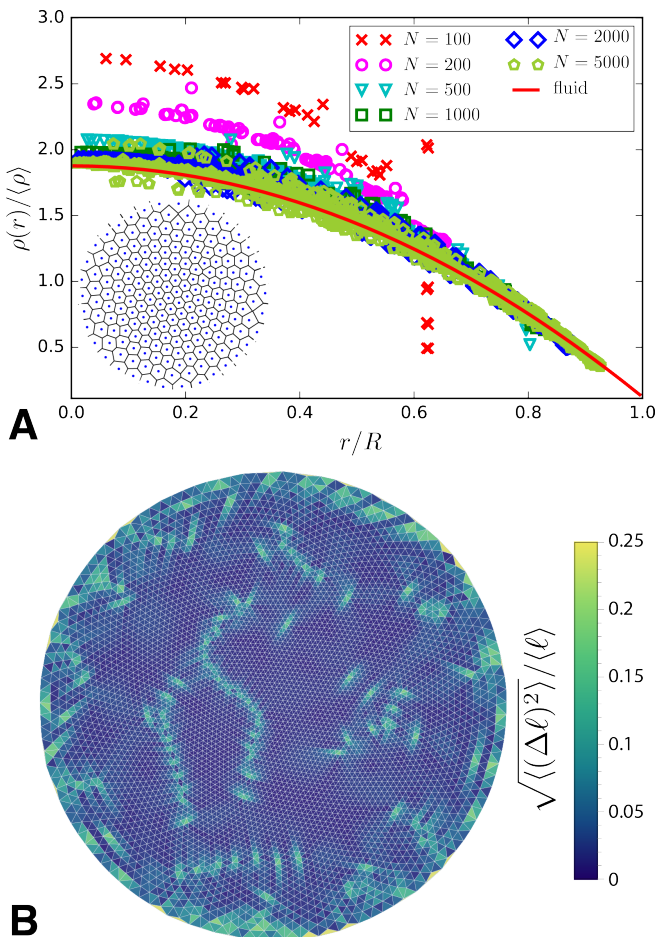 3.0
2.5
2.0
1.5
1.0
0.5
ρ(r)/⟨ρ⟩
N = 100
N = 200
N = 500
N = 1000
N = 2000
N = 5000
fluid
0.0 0.2 0.4 0.6 0.8 1.0
r/R
A
0.25
0.2
0.15
0.1
0.05
0
√⟨(Δℓ)²⟩/⟨ℓ⟩
B